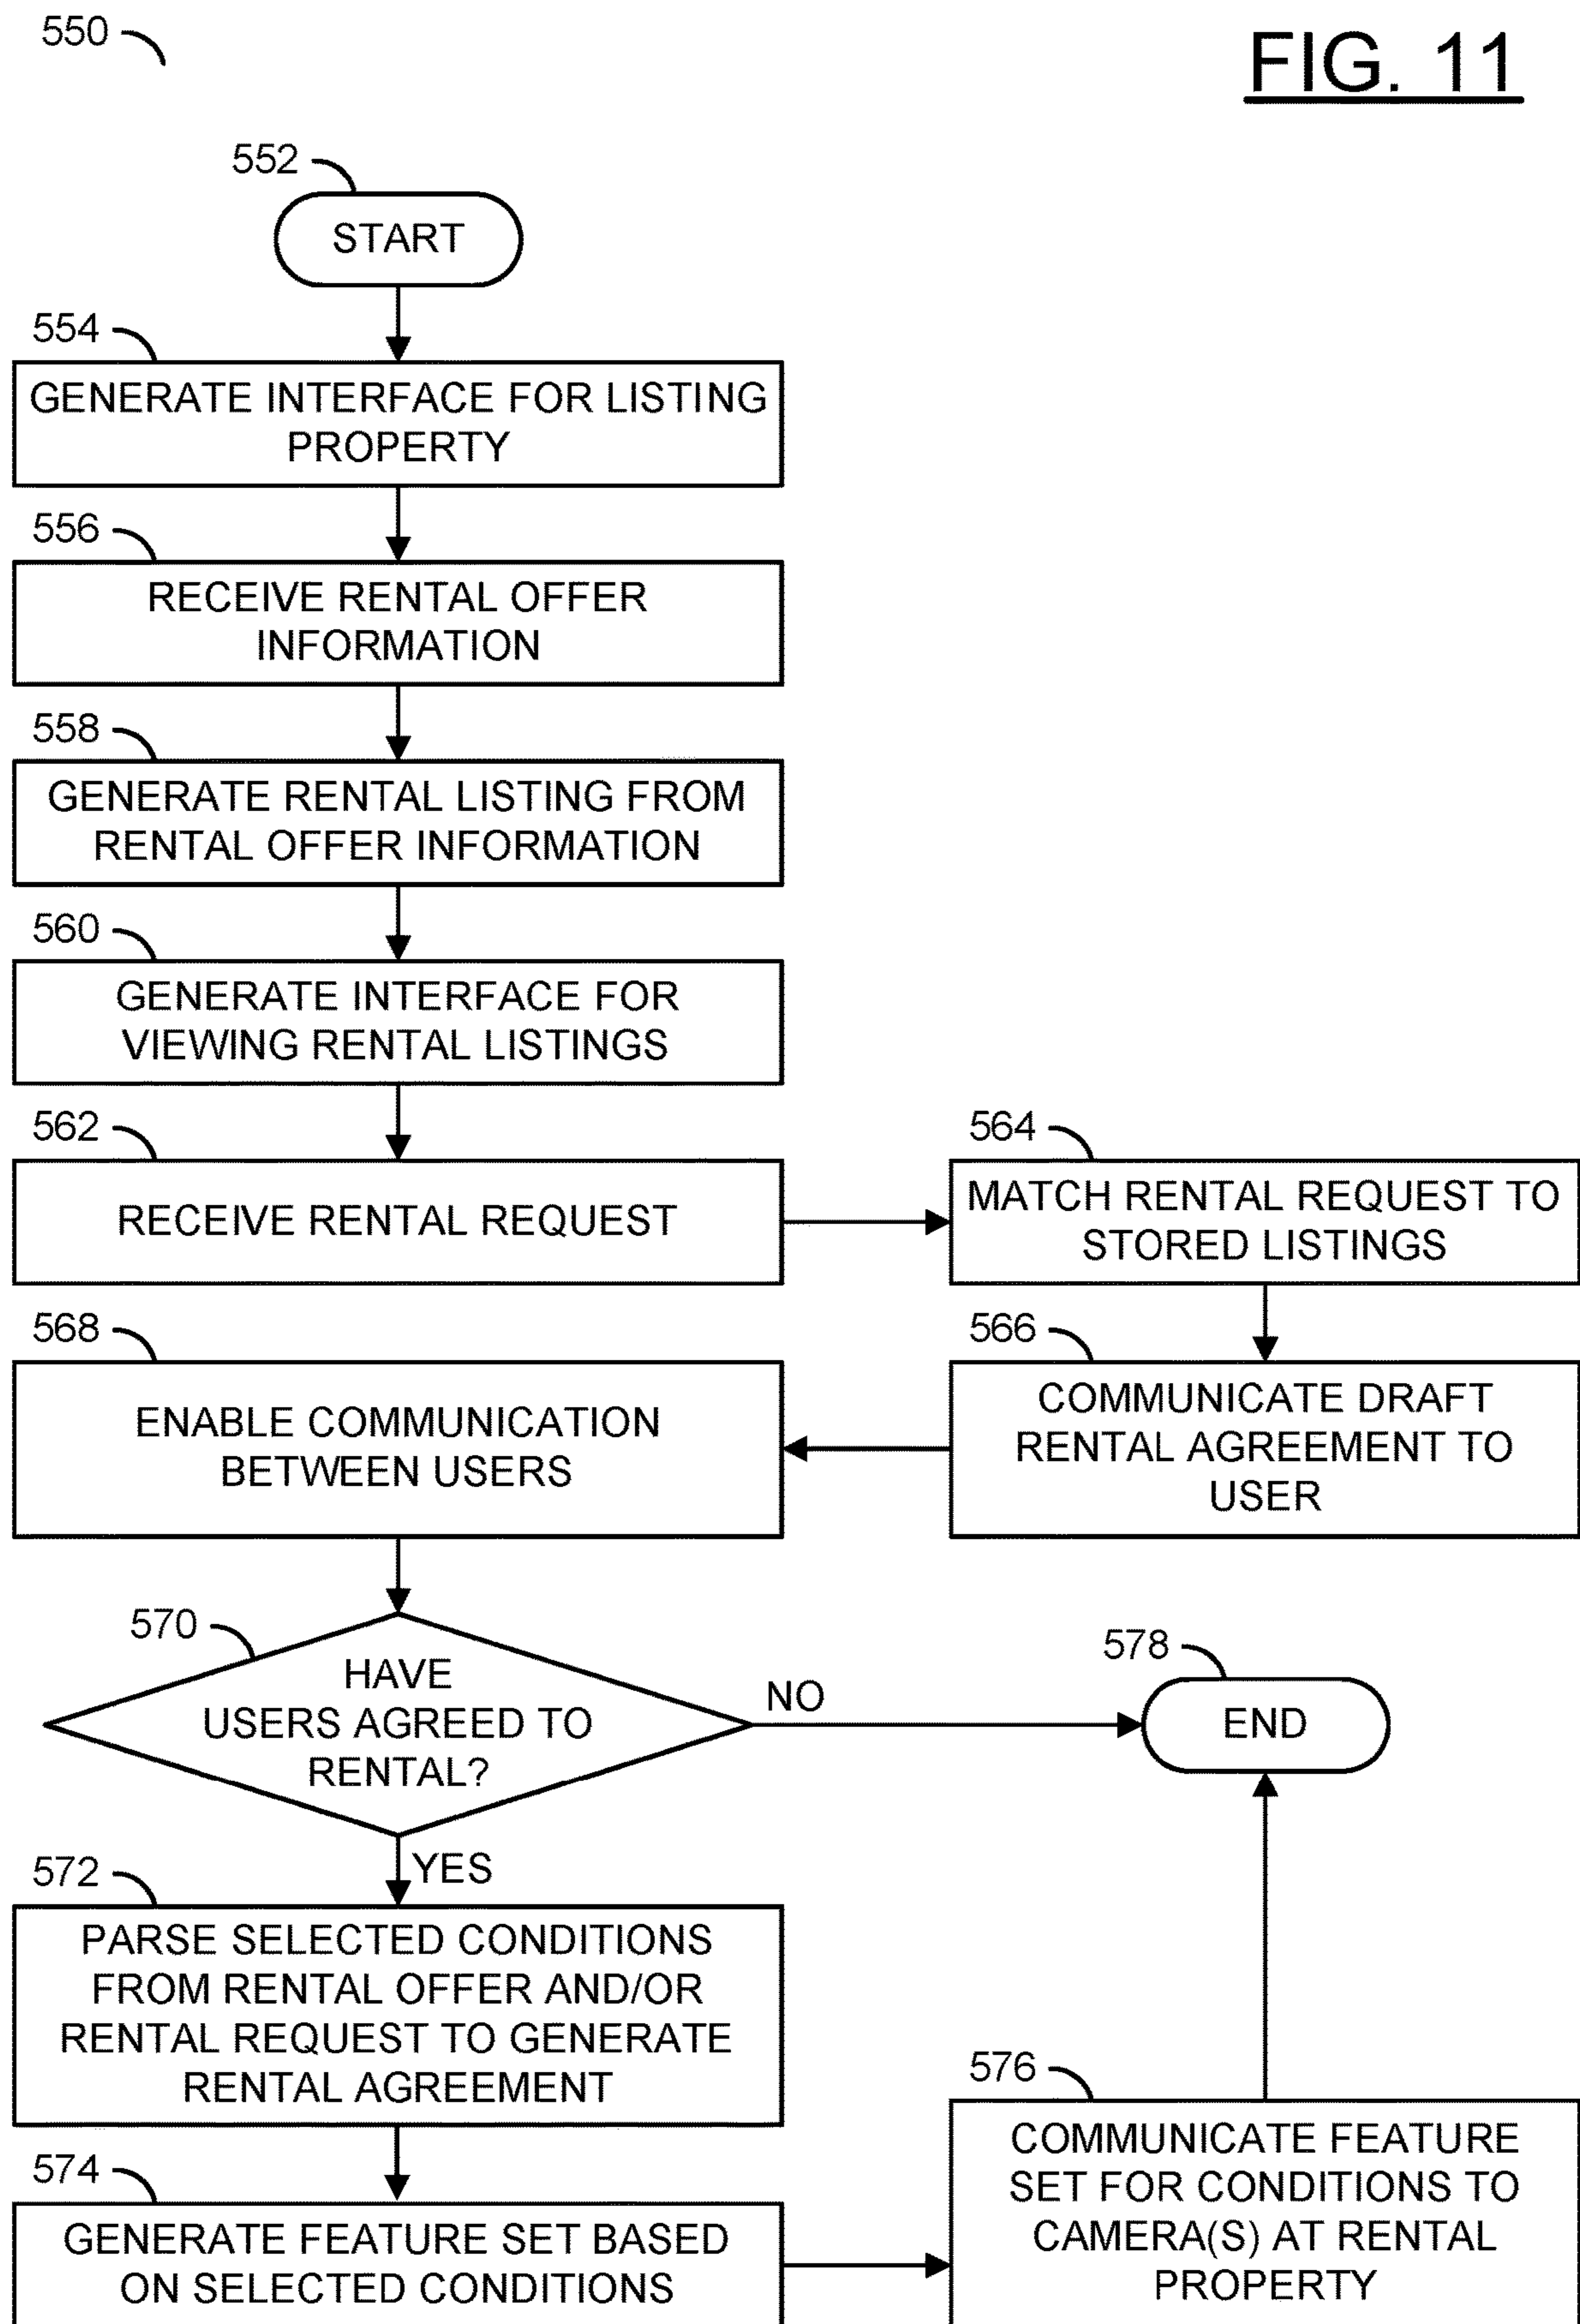 550
FIG. 11
552
START
554
GENERATE INTERFACE FOR LISTING
PROPERTY
556
RECEIVE RENTAL OFFER
INFORMATION
558
GENERATE RENTAL LISTING FROM
RENTAL OFFER INFORMATION
560
GENERATE INTERFACE FOR
VIEWING RENTAL LISTINGS
562
RECEIVE RENTAL REQUEST
564
MATCH RENTAL REQUEST TO
STORED LISTINGS
566
COMMUNICATE DRAFT
RENTAL AGREEMENT TO
USER
568
ENABLE COMMUNICATION
BETWEEN USERS
570
HAVE
USERS AGREED TO
RENTAL?
NO
578
END
YES
572
PARSE SELECTED CONDITIONS
FROM RENTAL OFFER AND/OR
RENTAL REQUEST TO GENERATE
RENTAL AGREEMENT
574
GENERATE FEATURE SET BASED
ON SELECTED CONDITIONS
576
COMMUNICATE FEATURE
SET FOR CONDITIONS TO
CAMERA(S) AT RENTAL
PROPERTY